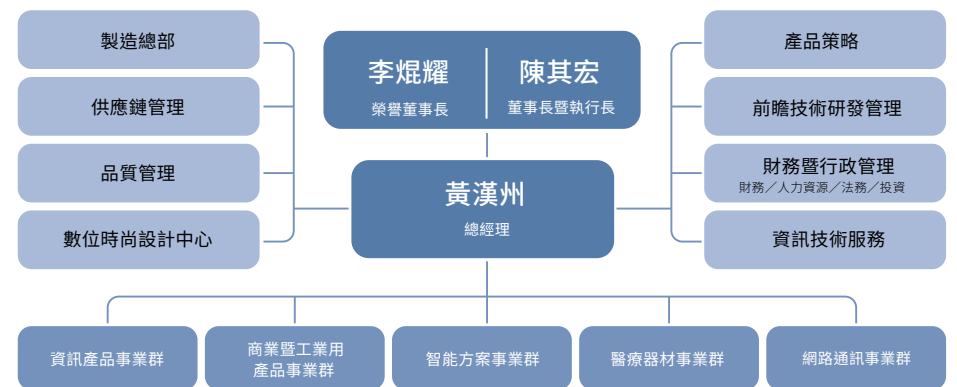 製造總部
供應鏈管理
品質管理
數位時尚設計中心
李焜耀
榮譽董事長
陳其宏
董事長暨執行長
黃漢州
總經理
產品策略
前瞻技術研發管理
財務暨行政管理
財務／人力資源／法務／投資
資訊技術服務
資訊產品事業群
商業暨工業用
產品事業群
智能方案事業群
醫療器材事業群
網路通訊事業群